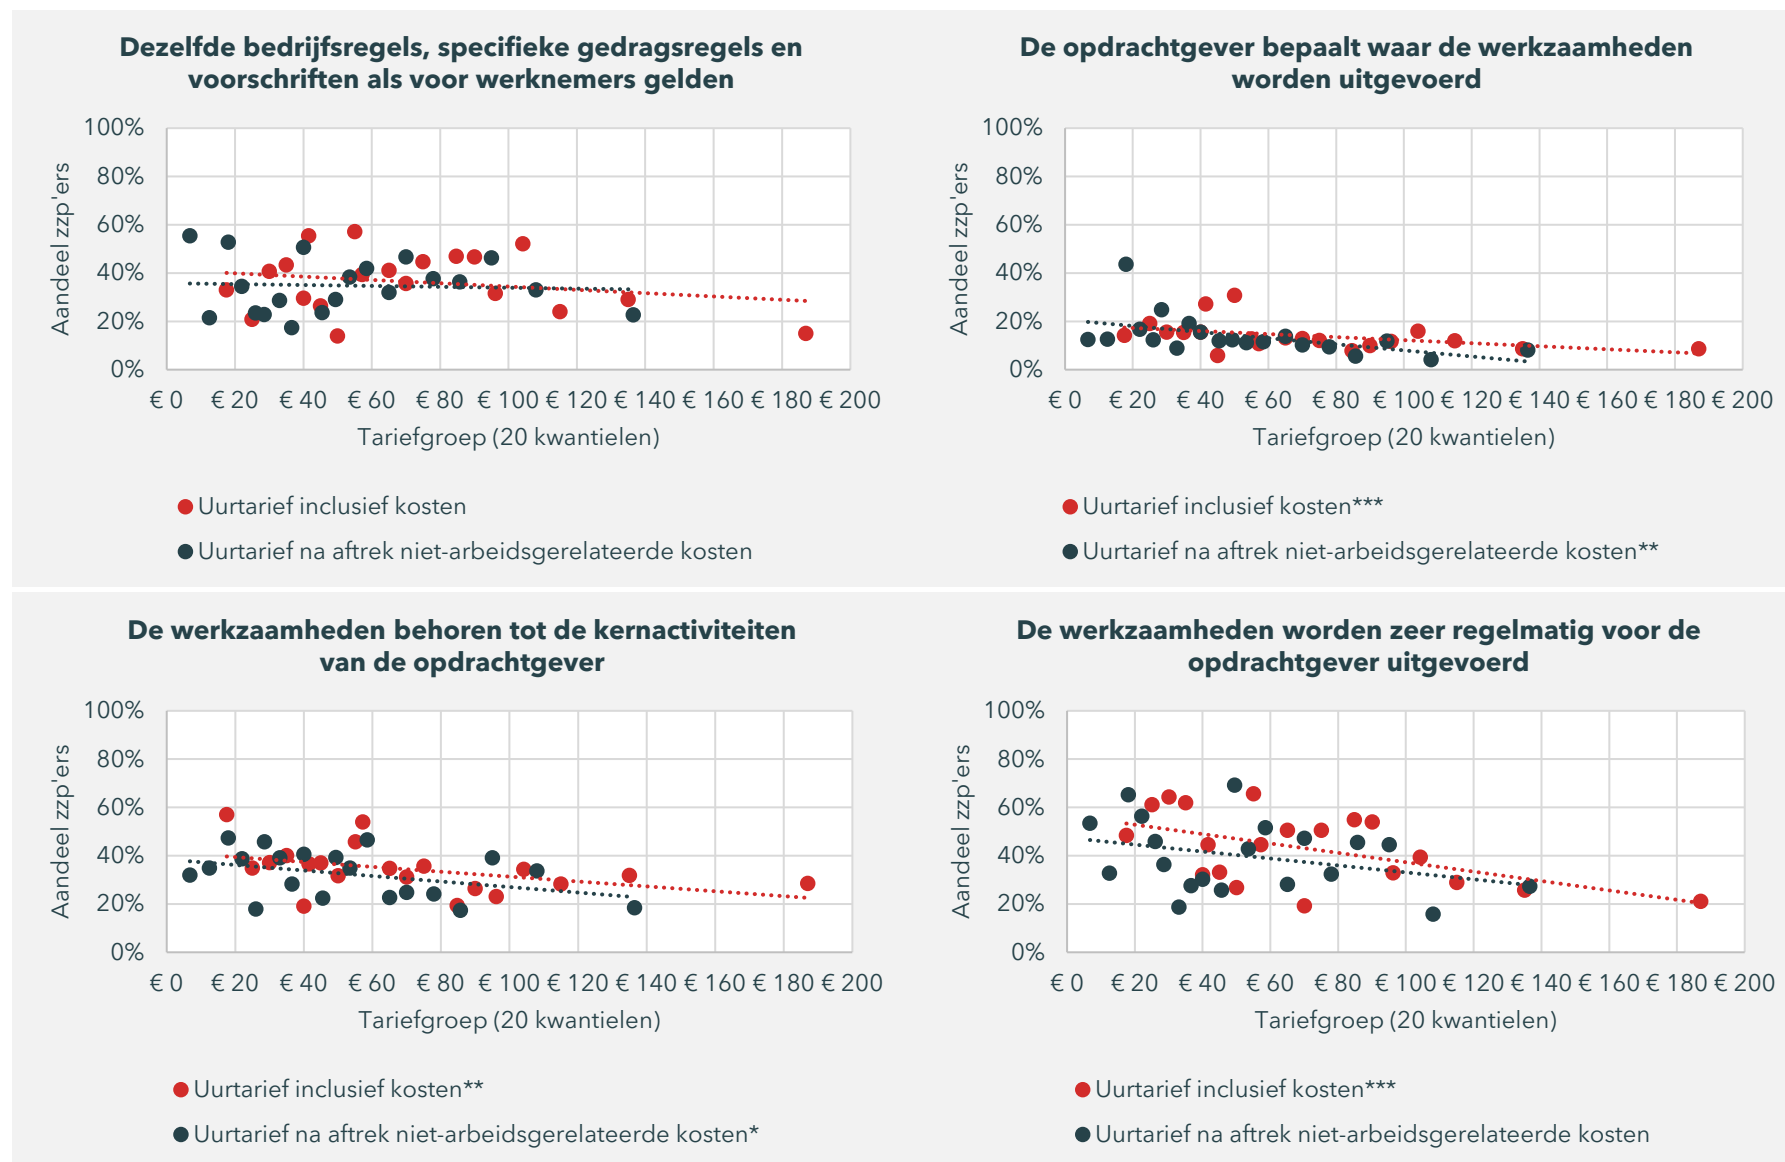 Dezelfde bedrijfsregels, specifieke gedragsregels en
voorschriften als voor werknemers gelden
100%
80%
60%
40%
20%
0%
Aandeel zzp'ers
€ 0 € 20 € 40 € 60 € 80 € 100 € 120 € 140 € 160 € 180 € 200
Tariefgroep (20 kwantielen)
Uurtarief inclusief kosten
Uurtarief na aftrek niet-arbeidsgerelateerde kosten
De opdrachtgever bepaalt waar de werkzaamheden
worden uitgevoerd
100%
80%
60%
40%
20%
0%
Aandeel zzp'ers
€ 0 € 20 € 40 € 60 € 80 € 100 € 120 € 140 € 160 € 180 € 200
Tariefgroep (20 kwantielen)
Uurtarief inclusief kosten***
Uurtarief na aftrek niet-arbeidsgerelateerde kosten**
De werkzaamheden behoren tot de kernactiviteiten
van de opdrachtgever
100%
80%
60%
40%
20%
0%
Aandeel zzp'ers
€ 0 € 20 € 40 € 60 € 80 € 100 € 120 € 140 € 160 € 180 € 200
Tariefgroep (20 kwantielen)
Uurtarief inclusief kosten**
Uurtarief na aftrek niet-arbeidsgerelateerde kosten*
De werkzaamheden worden zeer regelmatig voor de
opdrachtgever uitgevoerd
100%
80%
60%
40%
20%
0%
Aandeel zzp'ers
€ 0 € 20 € 40 € 60 € 80 € 100 € 120 € 140 € 160 € 180 € 200
Tariefgroep (20 kwantielen)
Uurtarief inclusief kosten***
Uurtarief na aftrek niet-arbeidsgerelateerde kosten